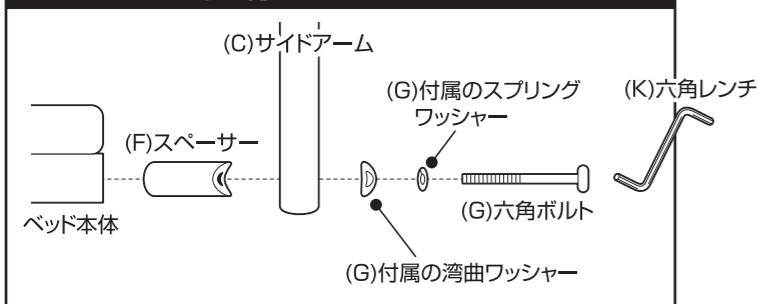 (C)サイドアーム
(G)付属のスプリング
ワッシャー
(K)六角レンチ
(F)スペーサー
(G)六角ボルト
ベッド本体
(G)付属の湾曲ワッシャー